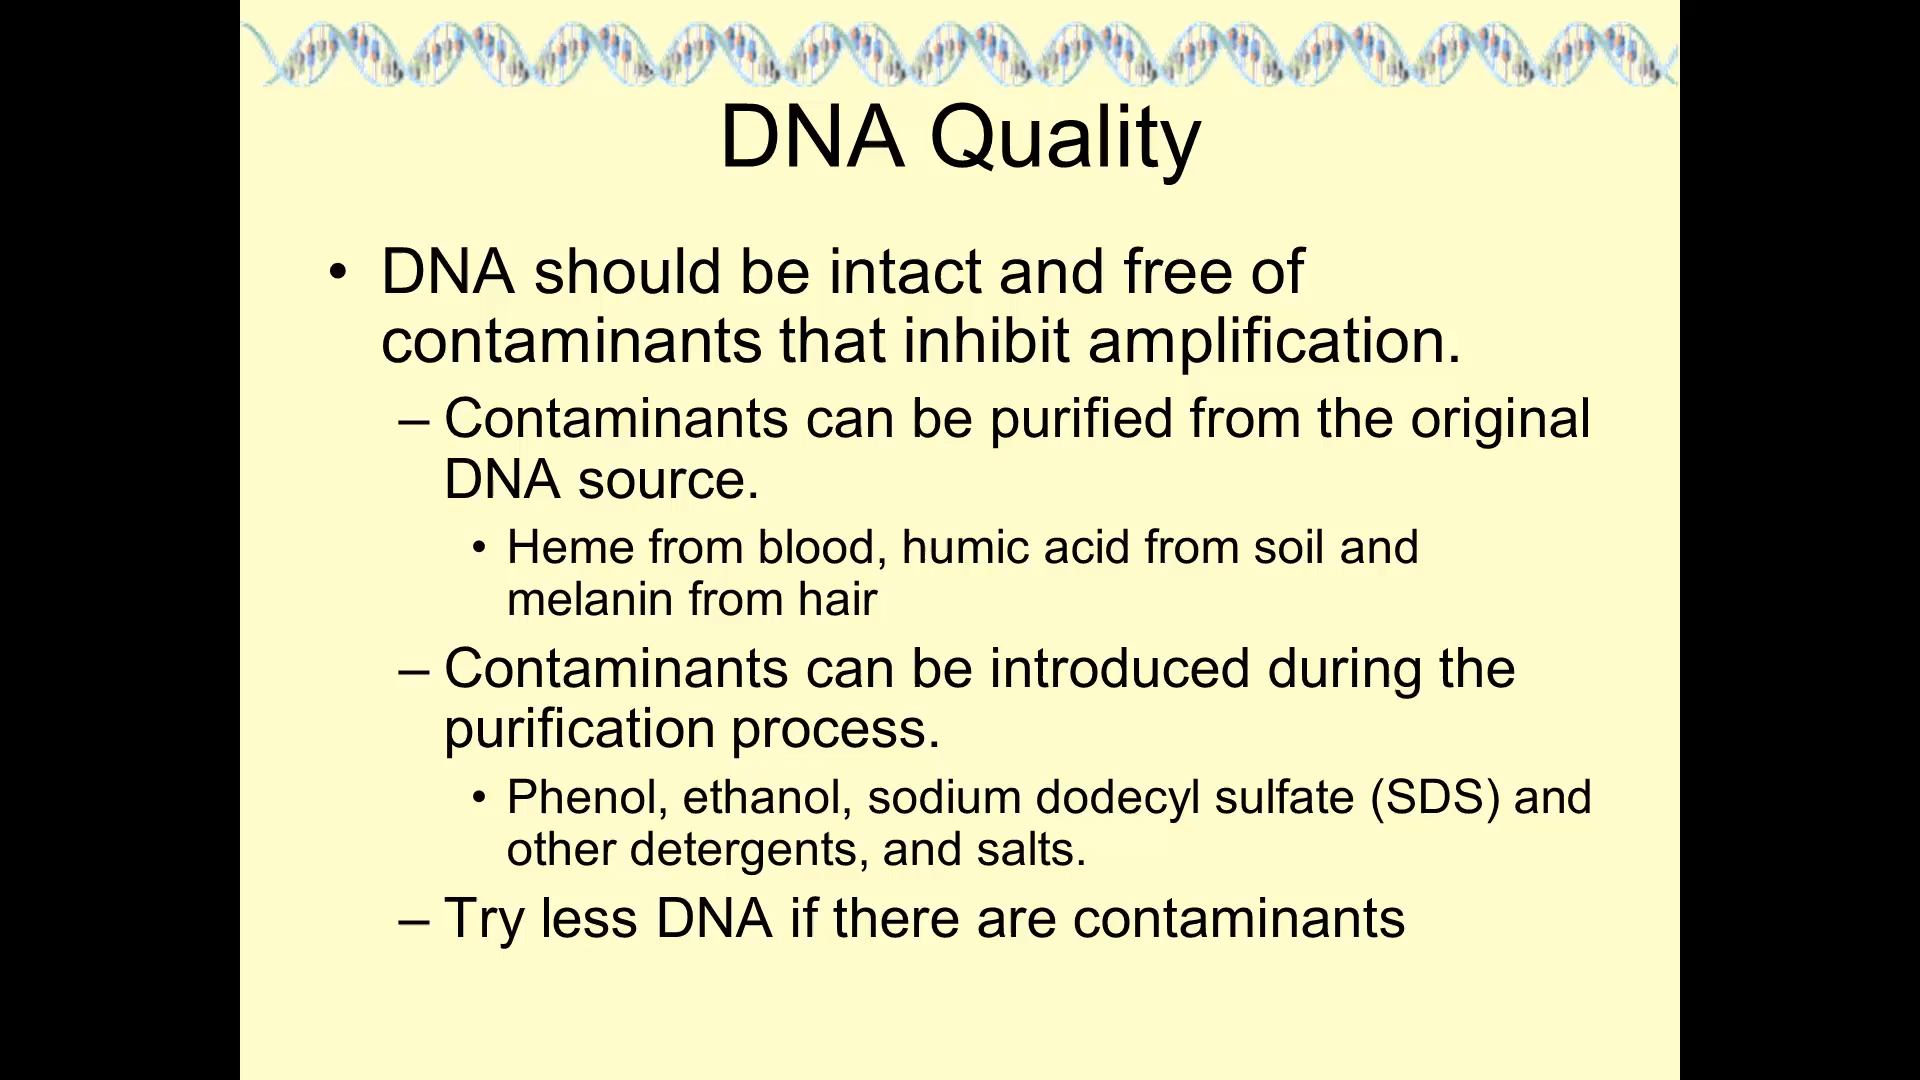 DNA Quality
• DNA should be intact and free of
contaminants that inhibit amplification.
– Contaminants can be purified from the original
DNA source.
• Heme from blood, humic acid from soil and
melanin from hair
– Contaminants can be introduced during the
purification process.
• Phenol, ethanol, sodium dodecyl sulfate (SDS) and
other detergents, and salts.
– Try less DNA if there are contaminants